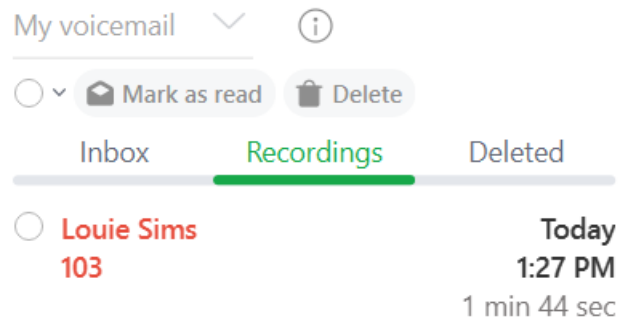 My voicemail
Mark as read Delete
Inbox Recordings Deleted
Louie Sims Today
103 1:27 PM
1 min 44 sec